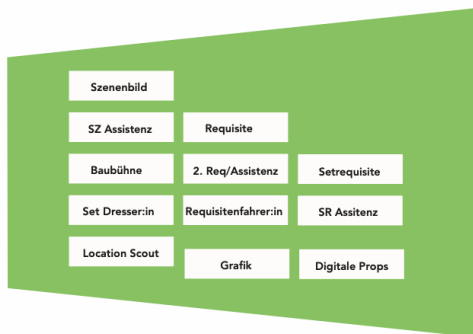 Szenenbild
SZ Assistenz
Requisite
Baubühne
2. Req/Assistenz
Setrequisite
Set Dresser:in
Requisitenfahrer:in
SR Assitenz
Location Scout
Grafik
Digitale Props